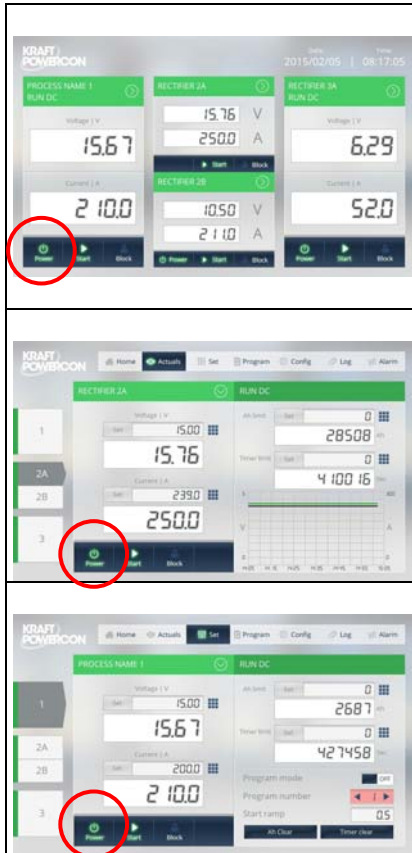 KRAFT
POWERCON
Date
Time
2015/02/05 | 08:17:05
PROCESS NAME 1
RUN DC
Voltage | V
15.67
Current | A
210.0
Power
Start
Block
RECTIFIER 2A
15.76 V
250.0 A
Start
Block
RECTIFIER 2B
10.50 V
211.0 A
Power
Start
Block
RECTIFIER 3A
RUN DC
Voltage | V
6.29
Current | A
52.0
Power
Start
Block
KRAFT
POWERCON
Home
Actuals
Set
Program
Config
Log
Alarm
1
2A
2B
3
RECTIFIER 2A
Voltage | V
Set
15.00
15.76
Current | A
Set
239.0
250.0
Power
Start
Block
RUN DC
Ah limit
Set
0
28508 Ah
Timer limit
Set
0
410016 Sec
V
A
KRAFT
POWERCON
Home
Actuals
Set
Program
Config
Log
Alarm
1
2A
2B
3
PROCESS NAME 1
Voltage | V
Set
15.00
15.67
Current | A
Set
200.0
210.0
Power
Start
Block
RUN DC
Ah limit
Set
0
2687 Ah
Timer limit
Set
0
427458
Program mode
OFF
Program number
1
Start ramp
0.5
Ah Clear
Timer clear